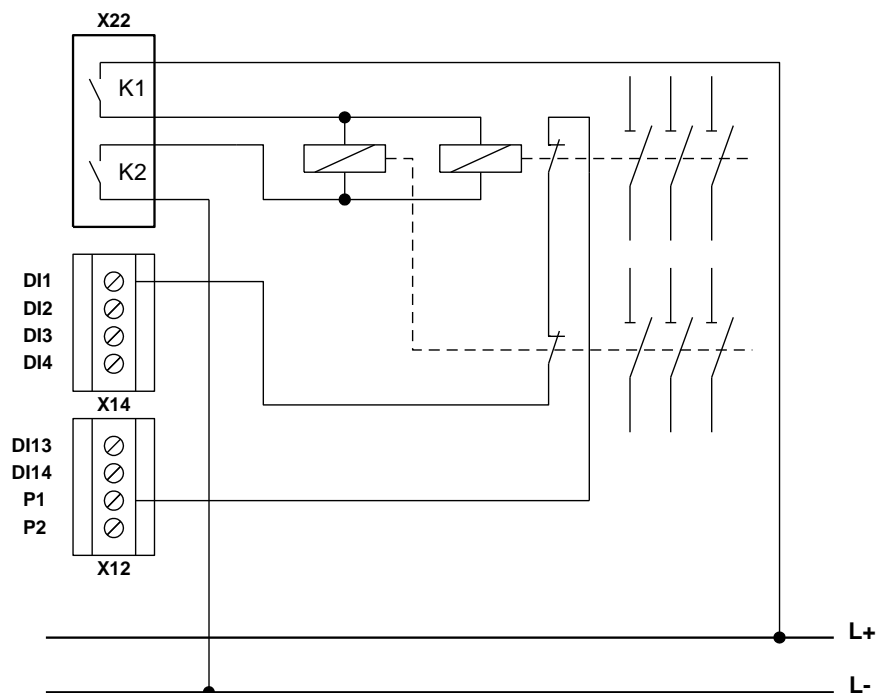 X22
K1
K2
DI1
DI2
DI3
DI4
X14
DI13
DI14
P1
P2
X12
L+
L-